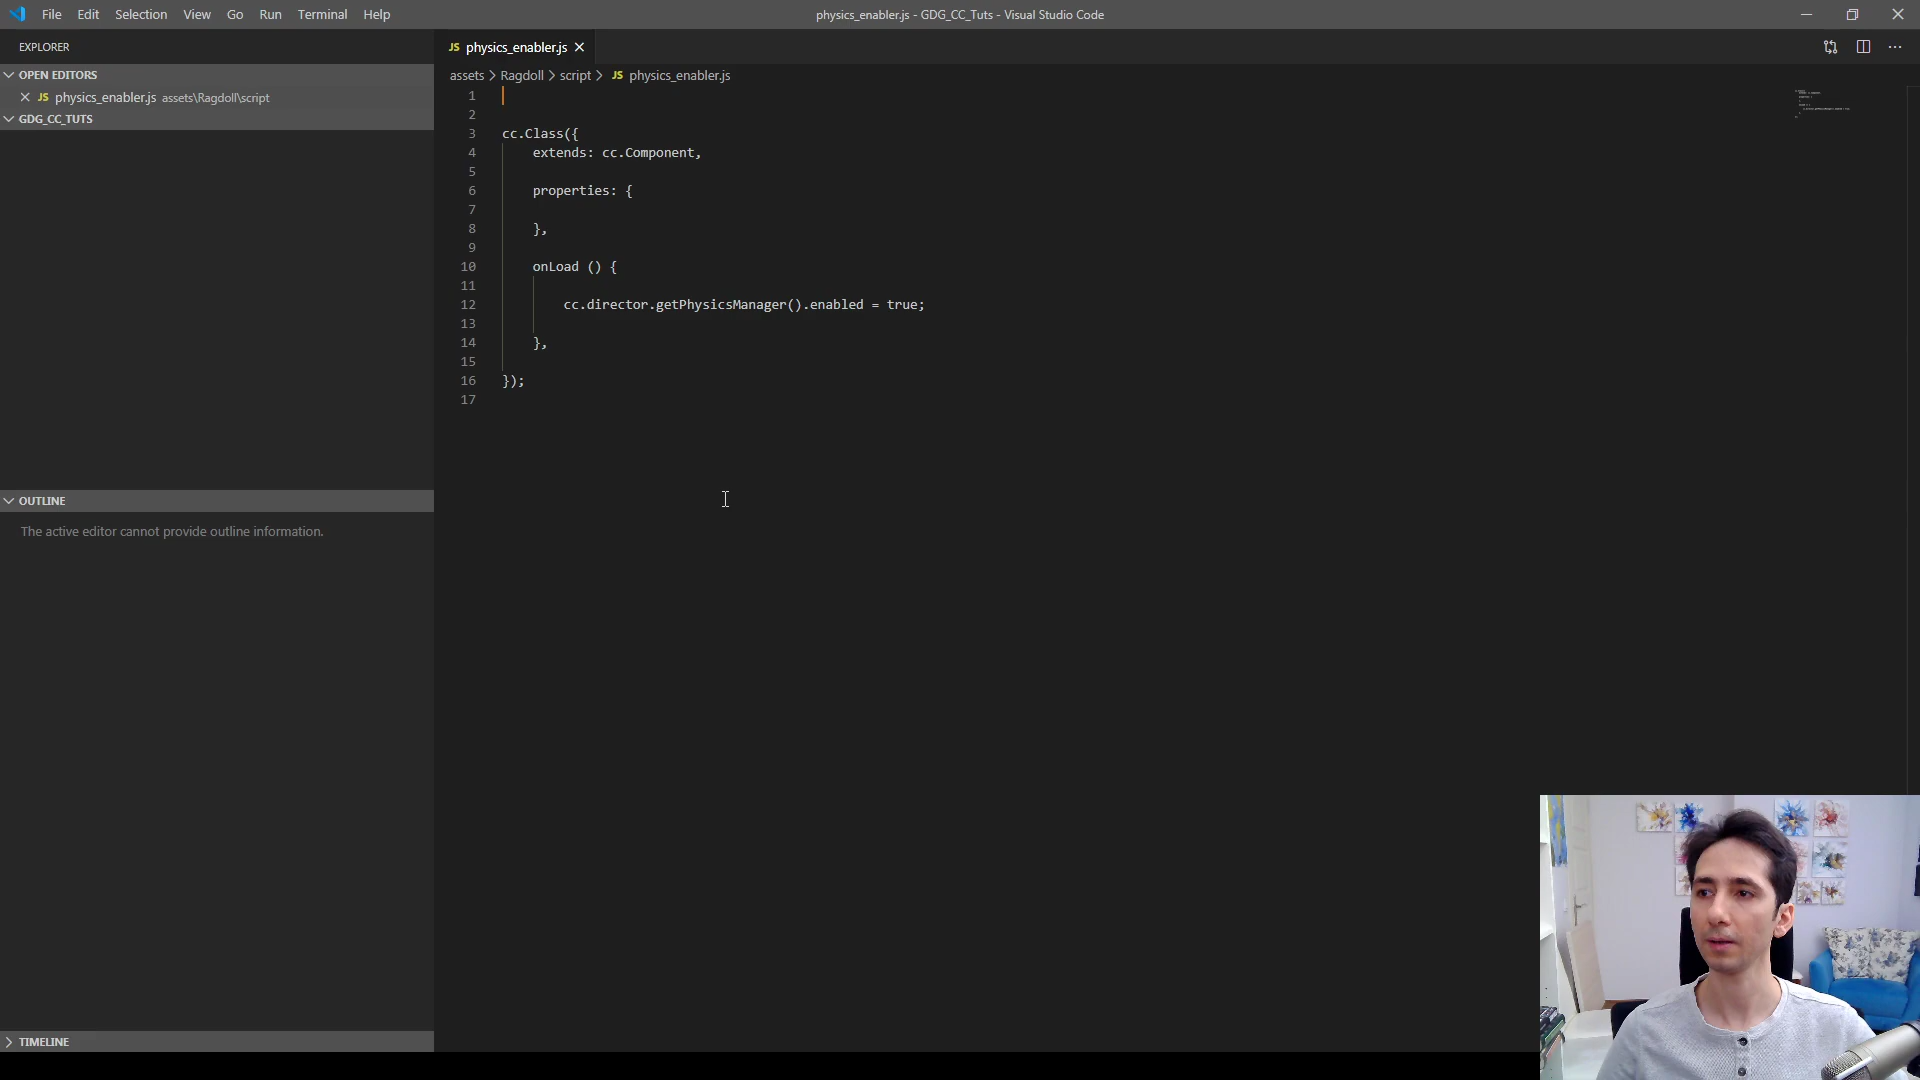 File Edit Selection View Go Run Terminal Help
physics_enabler.js - GDG_CC_Tuts - Visual Studio Code
EXPLORER
JS physics_enabler.js
OPEN EDITORS
JS physics_enabler.js assets\Ragdoll\script
GDG_CC_TUTS
assets > Ragdoll > script > JS physics_enabler.js
1
2
3 cc.Class({
4 extends: cc.Component,
5
6 properties: {
7
8 },
9
10 onLoad () {
11
12 cc.director.getPhysicsManager().enabled = true;
13
14 },
15
16 });
17
OUTLINE
The active editor cannot provide outline information.
TIMELINE